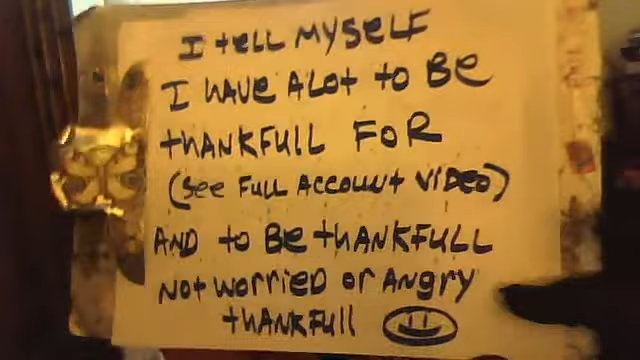 I tell MYSELF
I HAVE A Lot to BE
tHANKFUll FOR
(SEE FULL ACCOUNt VIDEO)
AND to BE tHANKFULL
Not WORRIED or ANGRY
tHANKFUll